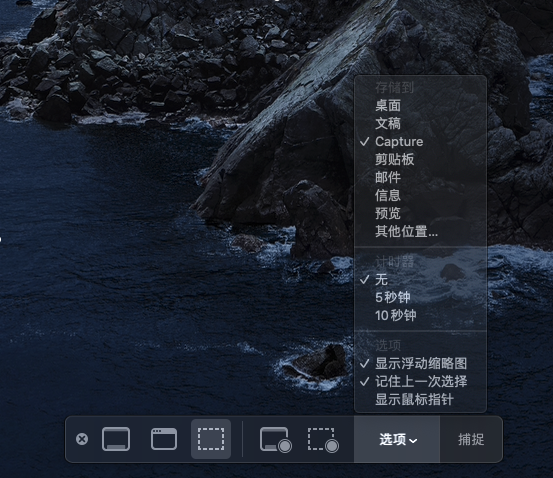 存储到
桌面
文稿
Capture
剪贴板
邮件
信息
预览
其他位置...
计时器
无
5秒钟
10秒钟
选项
显示浮动缩略图
记住上一次选择
显示鼠标指针
选项
捕捉